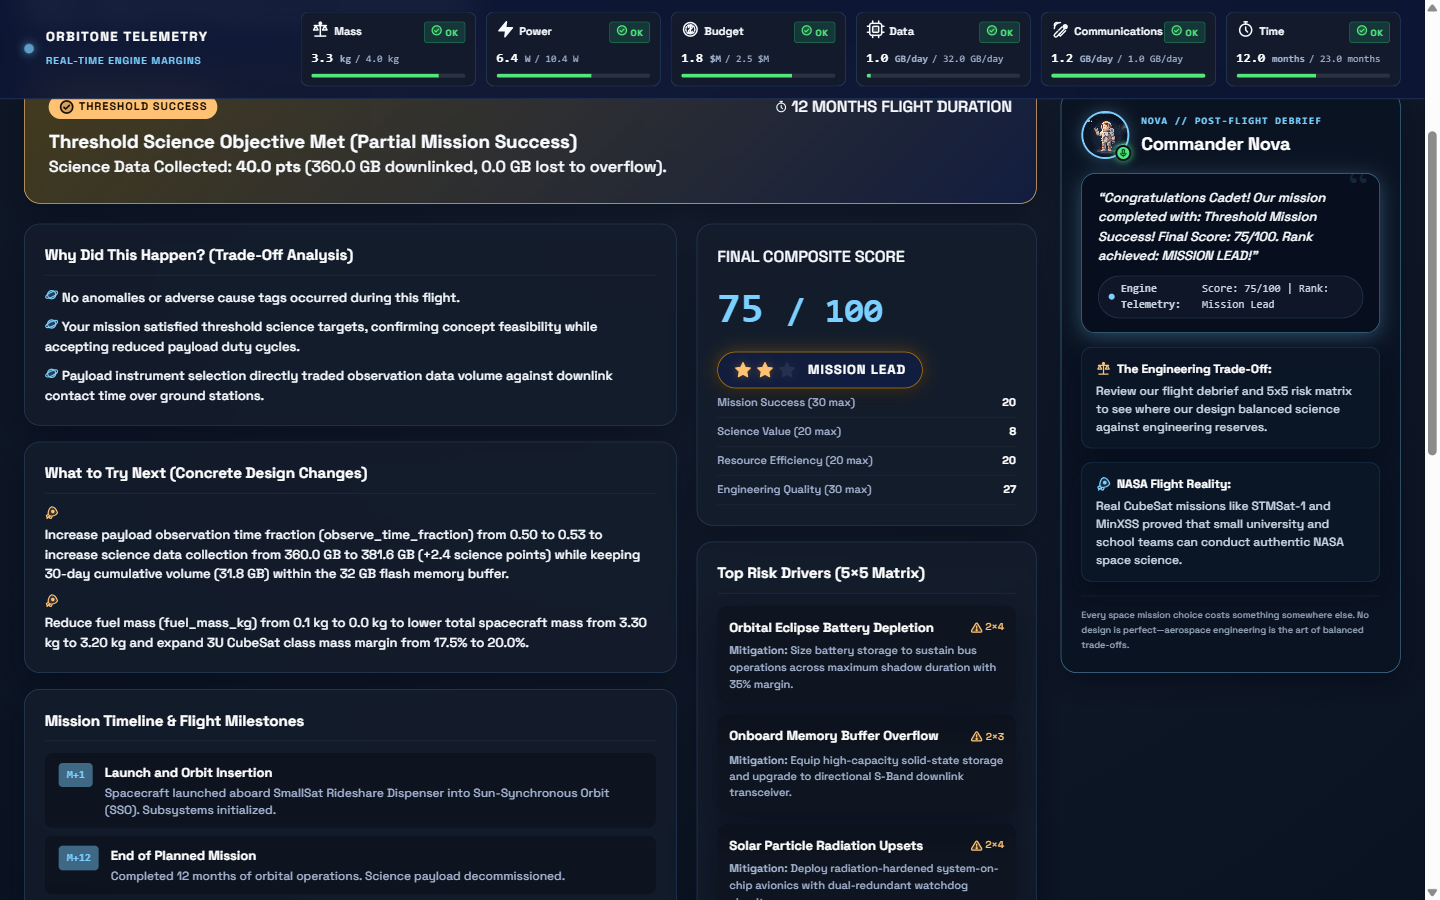 ORBITONE TELEMETRY
REAL-TIME ENGINE MARGINS
Mass
OK
3.3 kg / 4.0 kg
Power
OK
6.4 W / 10.4 W
Budget
OK
1.8 $M / 2.5 $M
Data
OK
1.0 GB/day / 32.0 GB/day
Communications
OK
1.2 GB/day / 1.0 GB/day
Time
OK
12.0 months / 23.0 months
THRESHOLD SUCCESS
12 MONTHS FLIGHT DURATION
Threshold Science Objective Met (Partial Mission Success)
Science Data Collected: 40.0 pts (360.0 GB downlinked, 0.0 GB lost to overflow).
Why Did This Happen? (Trade-Off Analysis)
No anomalies or adverse cause tags occurred during this flight.
Your mission satisfied threshold science targets, confirming concept feasibility while
accepting reduced payload duty cycles.
Payload instrument selection directly traded observation data volume against downlink
contact time over ground stations.
What to Try Next (Concrete Design Changes)
Increase payload observation time fraction (observe_time_fraction) from 0.50 to 0.53 to
increase science data collection from 360.0 GB to 381.6 GB (+2.4 science points) while keeping
30-day cumulative volume (31.8 GB) within the 32 GB flash memory buffer.
Reduce fuel mass (fuel_mass_kg) from 0.1 kg to 0.0 kg to lower total spacecraft mass from 3.30
kg to 3.20 kg and expand 3U CubeSat class mass margin from 17.5% to 20.0%.
Mission Timeline & Flight Milestones
M+1
Launch and Orbit Insertion
Spacecraft launched aboard SmallSat Rideshare Dispenser into Sun-Synchronous Orbit
(SSO). Subsystems initialized.
M+12
End of Planned Mission
Completed 12 months of orbital operations. Science payload decommissioned.
FINAL COMPOSITE SCORE
75 / 100
MISSION LEAD
Mission Success (30 max) 20
Science Value (20 max) 8
Resource Efficiency (20 max) 20
Engineering Quality (30 max) 27
Top Risk Drivers (5×5 Matrix)
Orbital Eclipse Battery Depletion
2×4
Mitigation: Size battery storage to sustain bus
operations across maximum shadow duration with
35% margin.
Onboard Memory Buffer Overflow
2×3
Mitigation: Equip high-capacity solid-state storage
and upgrade to directional S-Band downlink
transceiver.
Solar Particle Radiation Upsets
2×4
Mitigation: Deploy radiation-hardened system-on-
chip avionics with dual-redundant watchdog
NOVA // POST-FLIGHT DEBRIEF
Commander Nova
“Congratulations Cadet! Our mission
completed with: Threshold Mission
Success! Final Score: 75/100. Rank
achieved: MISSION LEAD!”
Engine
Telemetry:
Score: 75/100 | Rank:
Mission Lead
The Engineering Trade-Off:
Review our flight debrief and 5x5 risk matrix
to see where our design balanced science
against engineering reserves.
NASA Flight Reality:
Real CubeSat missions like STMSat-1 and
MinXSS proved that small university and
school teams can conduct authentic NASA
space science.
Every space mission choice costs something somewhere else. No
design is perfect—aerospace engineering is the art of balanced
trade-offs.